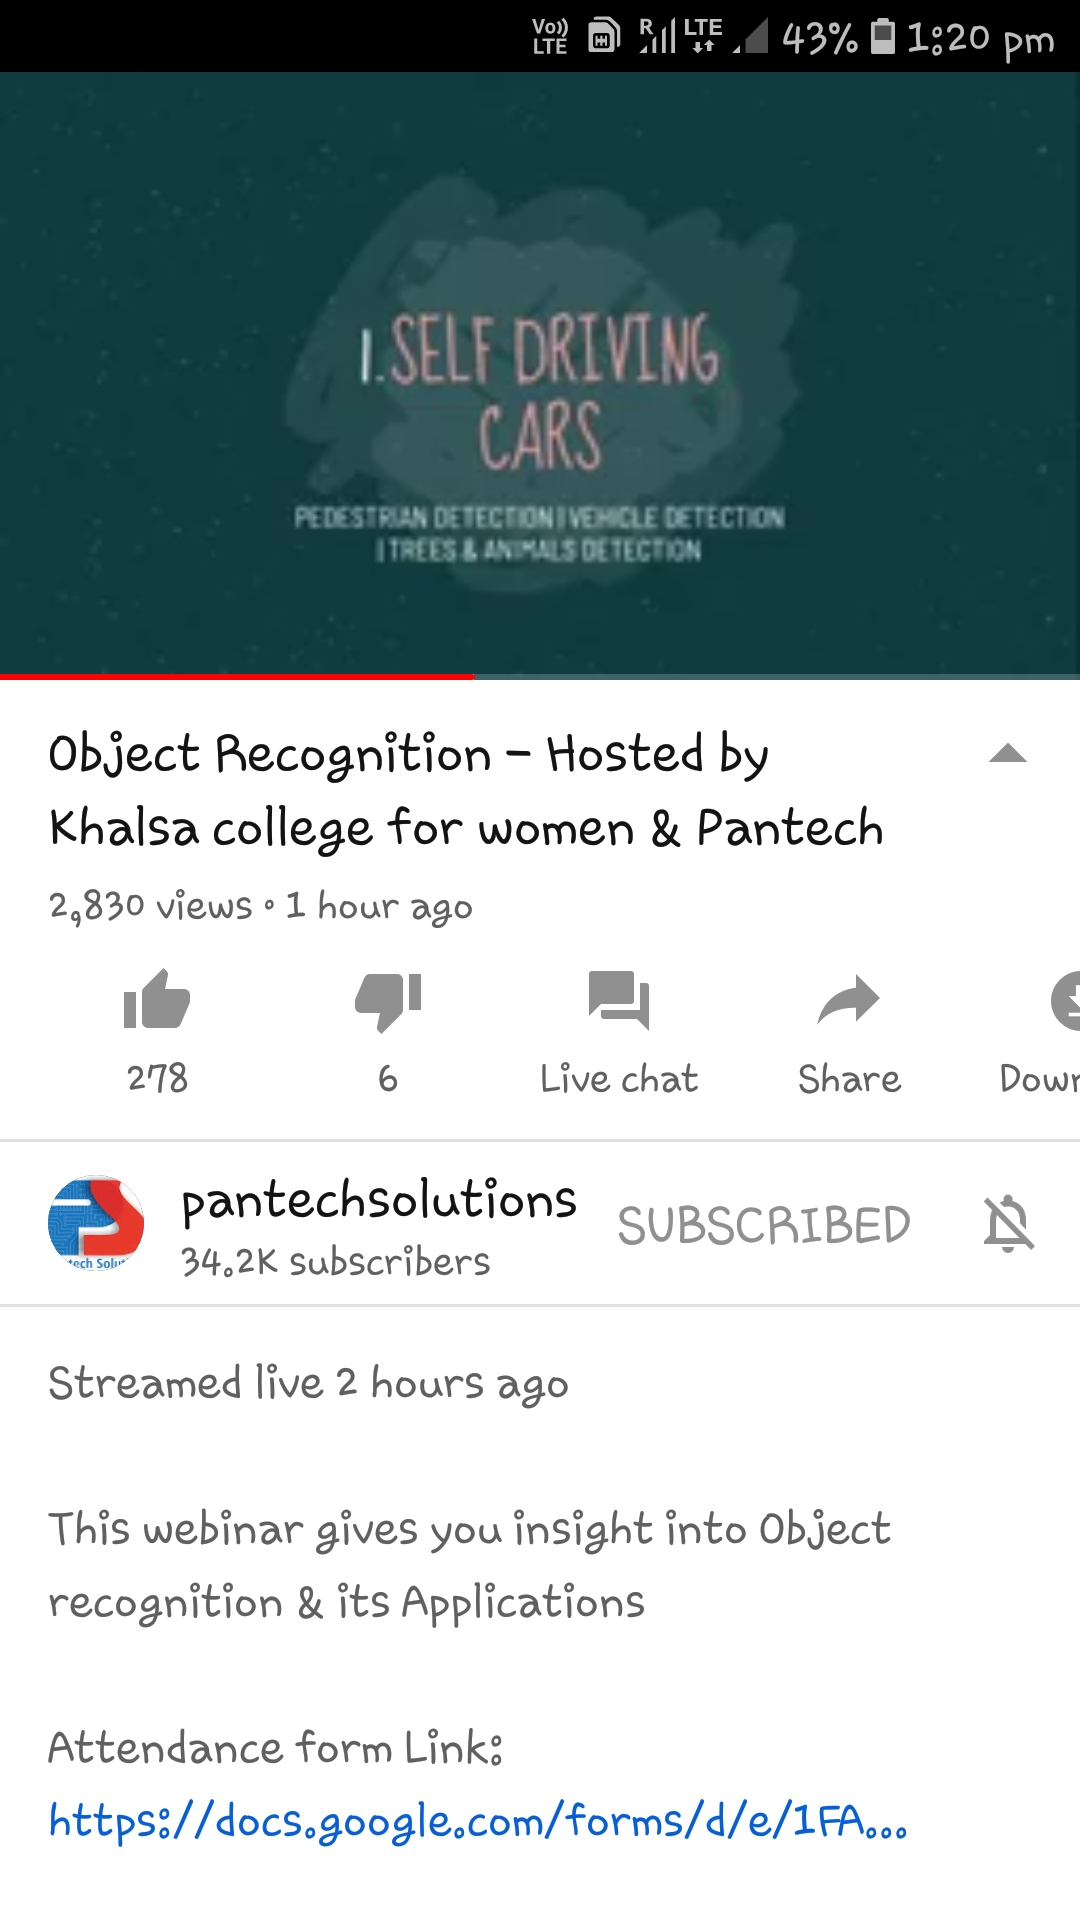 Vo)) LTE R LTE 43% 1:20 pm
1.SELF DRIVING
CARS
PEDESTRIAN DETECTION | VEHICLE DETECTION
| TREES & ANIMALS DETECTION
Object Recognition - Hosted by
Khalsa college for women & Pantech
2,830 views • 1 hour ago
278 6 Live chat Share Down
pantechsolutions SUBSCRIBED
34.2K subscribers
tech Solu
Streamed live 2 hours ago
This webinar gives you insight into Object
recognition & its Applications
Attendance form Link:
https://docs.google.com/forms/d/e/1FA...